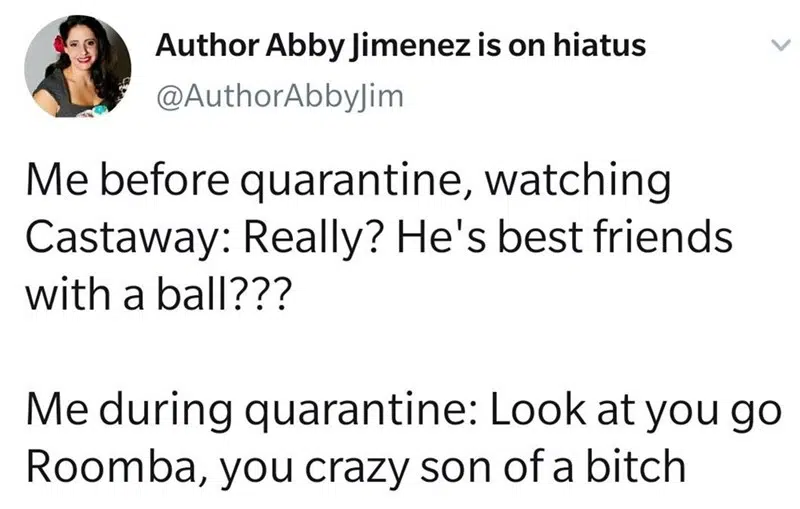 Author Abby Jimenez is on hiatus
@AuthorAbbyJim
Me before quarantine, watching
Castaway: Really? He's best friends
with a ball???
Me during quarantine: Look at you go
Roomba, you crazy son of a bitch